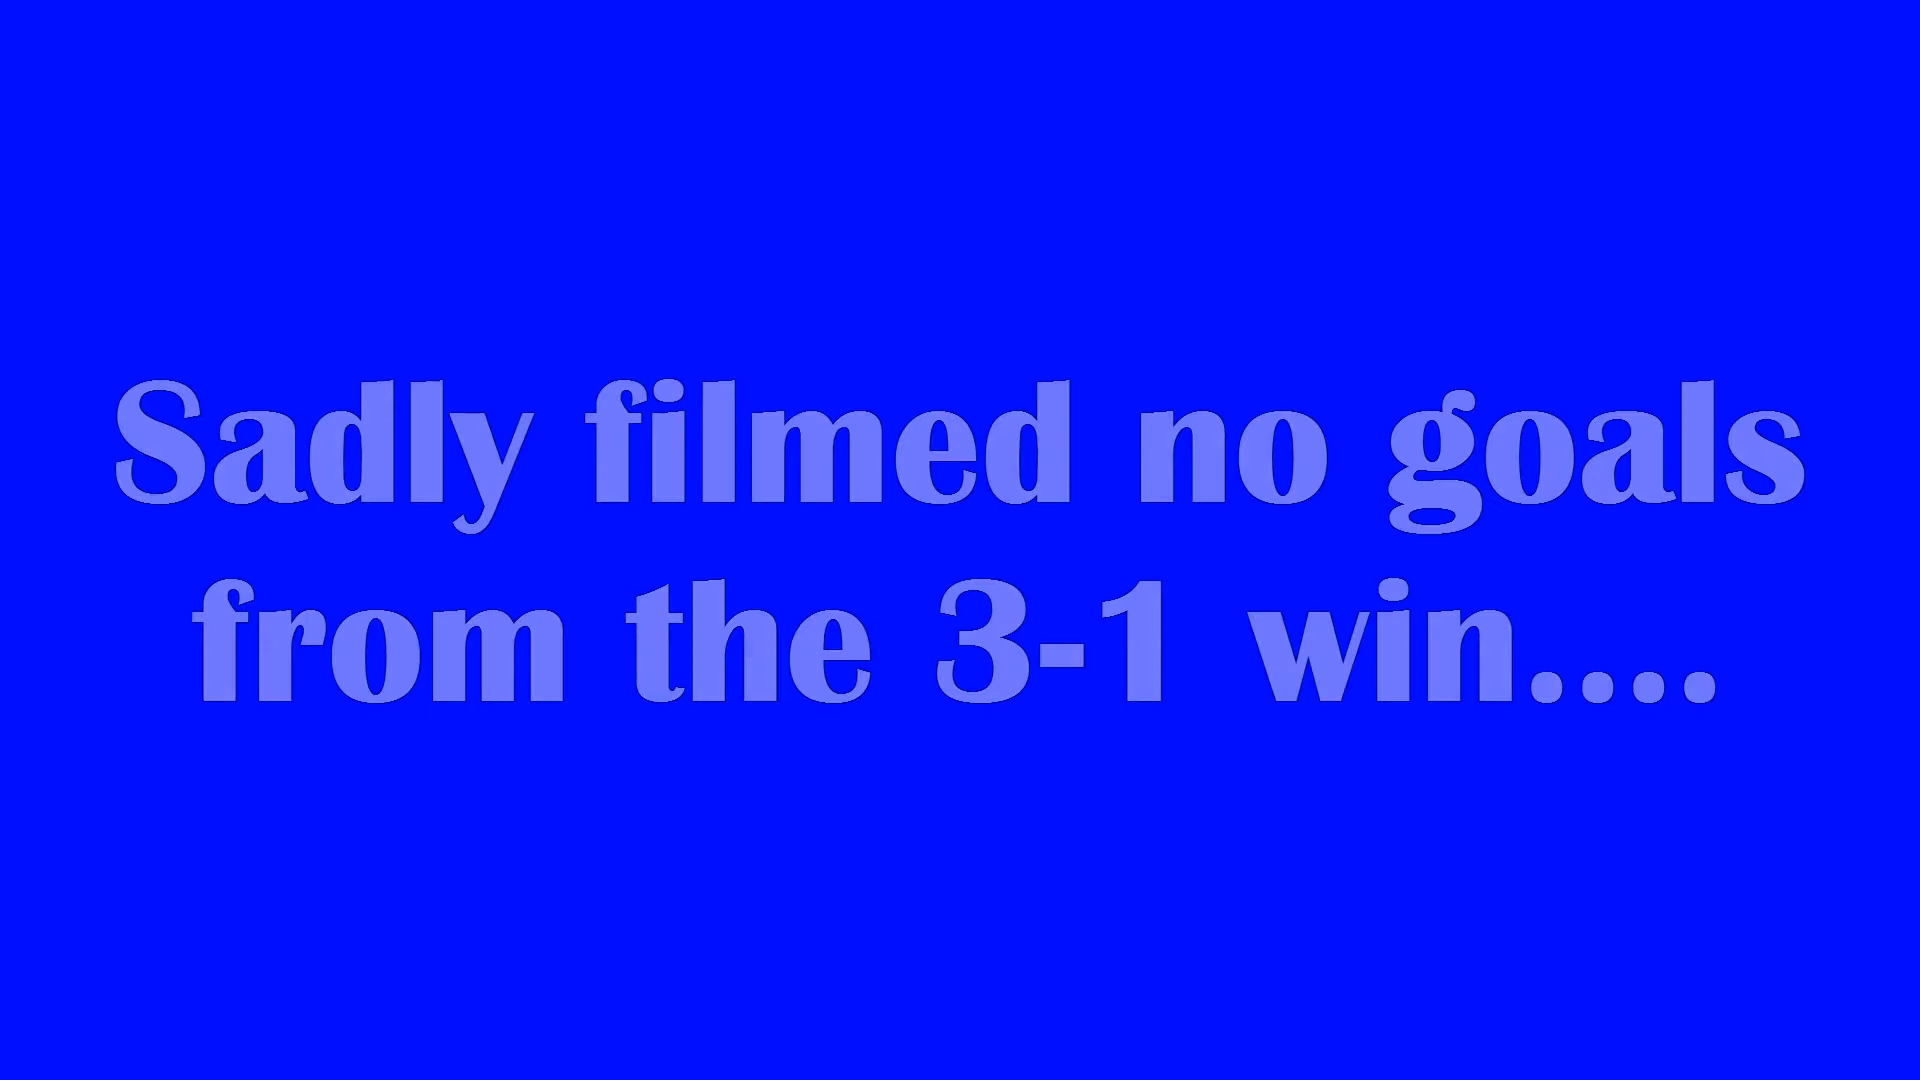 Sadly filmed no goals
from the 3-1 win....